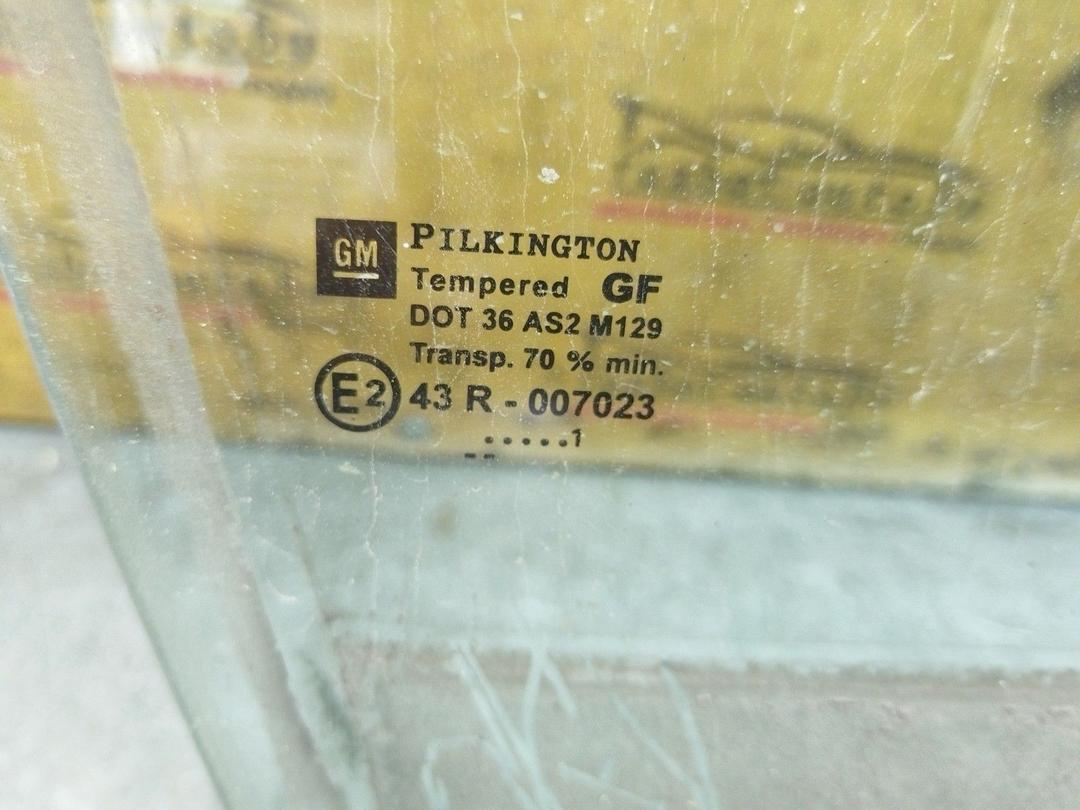 GM
PILKINGTON
Tempered GF
DOT 36 AS2 M129
Transp. 70 % min.
E2 43 R - 007023
.....1